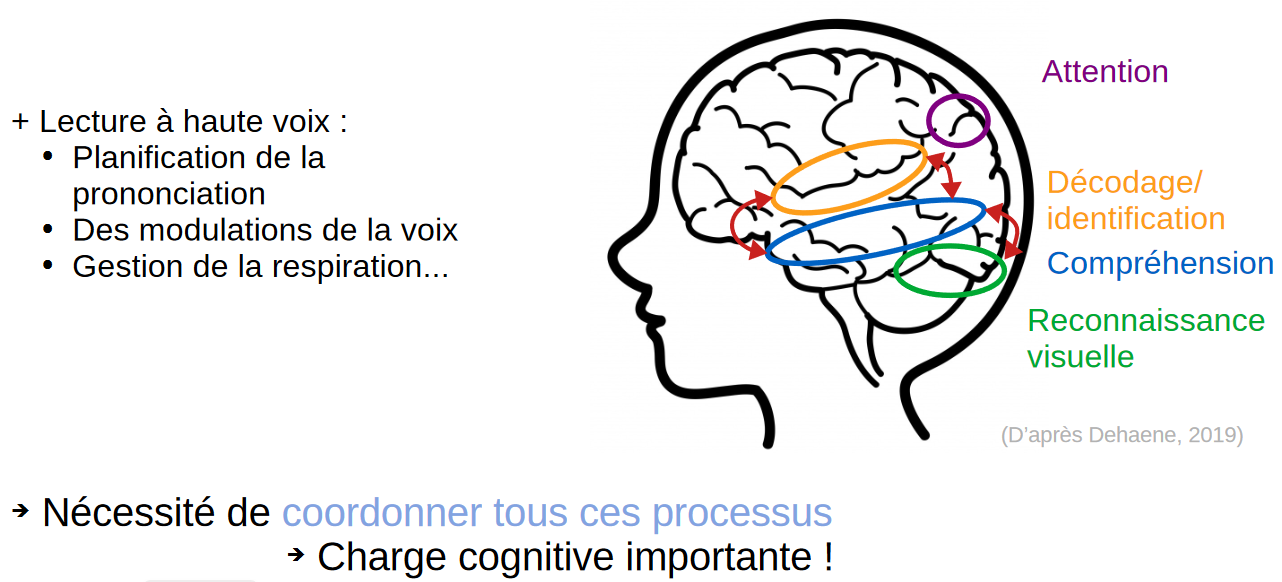 + Lecture à haute voix :
• Planification de la
prononciation
• Des modulations de la voix
• Gestion de la respiration...
Attention
Décodage/
identification
Compréhension
Reconnaissance
visuelle
(D’après Dehaene, 2019)
➔ Nécessité de coordonner tous ces processus
➔ Charge cognitive importante !